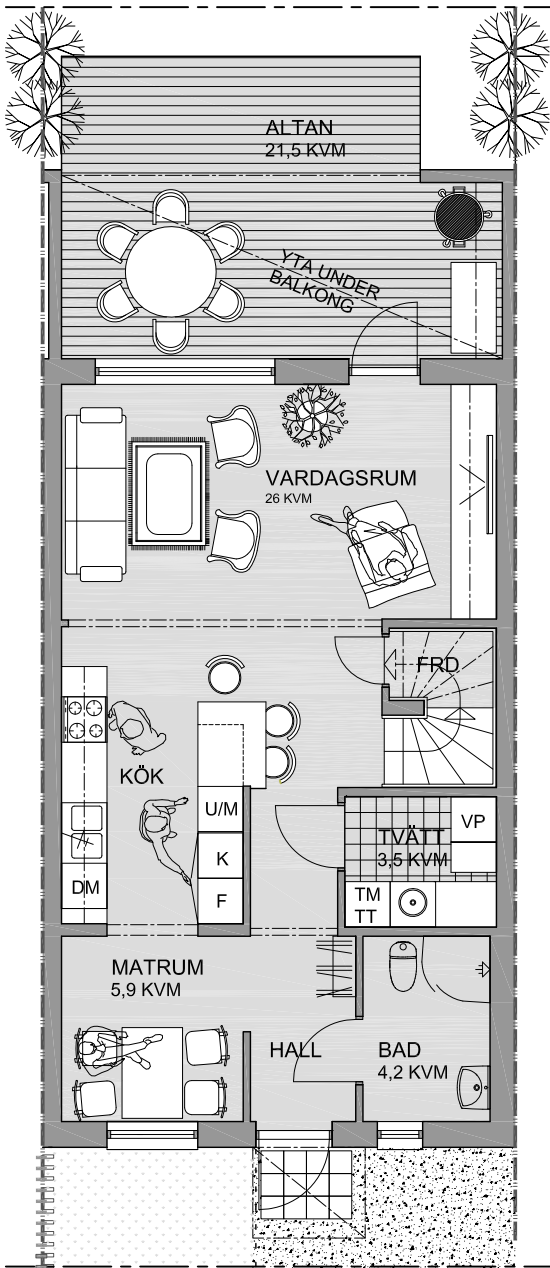 ALTAN
21,5 KVM
YTA UNDER
BALKONG
VARDAGSRUM
26 KVM
FRD
KÖK
U/M
K
F
DM
TVÄTT
3,5 KVM
VP
TM
TT
MATRUM
5,9 KVM
HALL
BAD
4,2 KVM